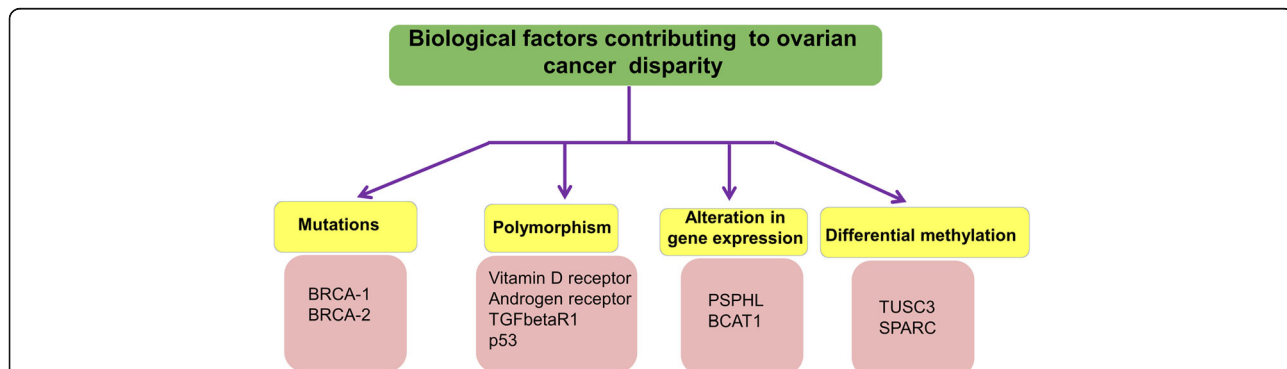 Biological factors contributing to ovarian
cancer disparity
Mutations
BRCA-1
BRCA-2
Polymorphism
Vitamin D receptor
Androgen receptor
TGFbetaR1
p53
Alteration in
gene expression
PSPHL
BCAT1
Differential methylation
TUSC3
SPARC